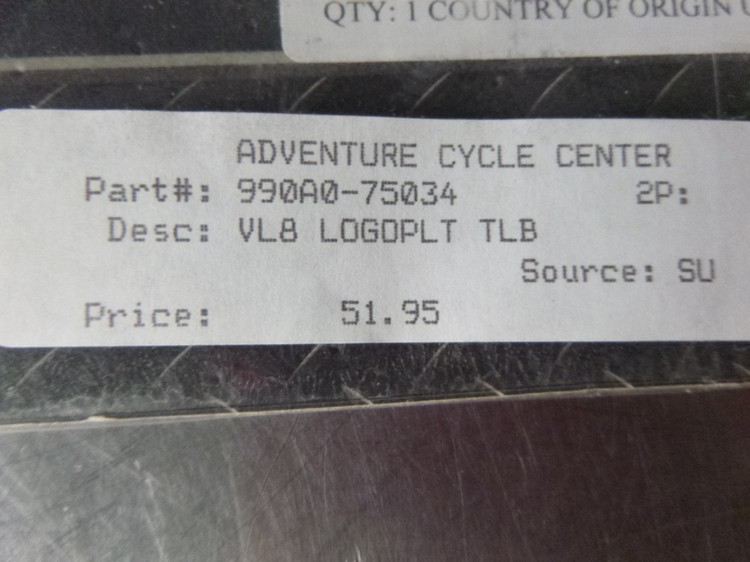 QTY: 1 COUNTRY OF ORIGIN
ADVENTURE CYCLE CENTER
Part#: 990A0-75034 2P:
Desc: VL8 LOGOPLT TLB
Source: SU
Price: 51.95